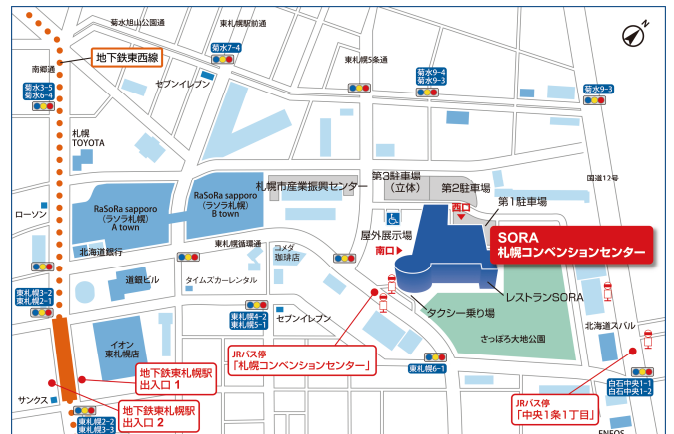 菊水旭山公園通
東札幌駅前通
N
地下鉄東西線
菊水7-4
南郷通
セブンイレブン
東札幌5条通
菊水9-4
菊水9-3
菊水9-3
菊水3-5
菊水6-4
札幌
TOYOTA
第3駐車場
(立体)
第2駐車場
国道12号
札幌市産業振興センター
RaSoRa sapporo
(ラソラ札幌)
A town
RaSoRa sapporo
(ラソラ札幌)
B town
第1駐車場
西口
ローソン
屋外展示場
SORA
札幌コンベンションセンター
北海道銀行
東札幌循環通
コメダ
珈琲店
南口
道銀ビル
タイムズカーレンタル
レストランSORA
東札幌3-2
東札幌2-1
タクシー乗り場
東札幌4-2
東札幌5-1
セブンイレブン
北海道スバル
イオン
東札幌店
さっぽろ大地公園
JRバス停
「札幌コンベンションセンター」
地下鉄東札幌駅
出入口 1
東札幌6-1
白石中央1-1
白石中央1-2
サンクス
地下鉄東札幌駅
出入口 2
JRバス停
「中央1条1丁目」
東札幌2-2
東札幌3-3
ENEOS